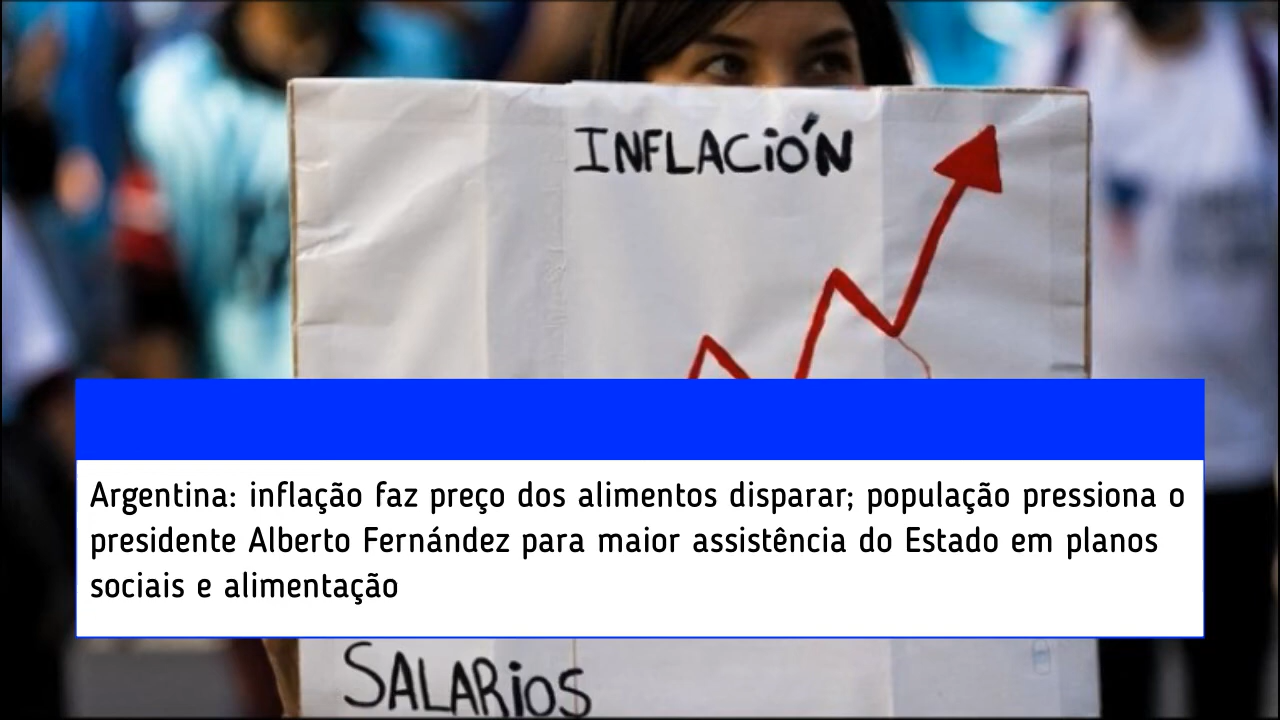 INFLACIÓN
Argentina: inflação faz preço dos alimentos disparar; população pressiona o
presidente Alberto Fernández para maior assistência do Estado em planos
sociais e alimentação
SALARIOS